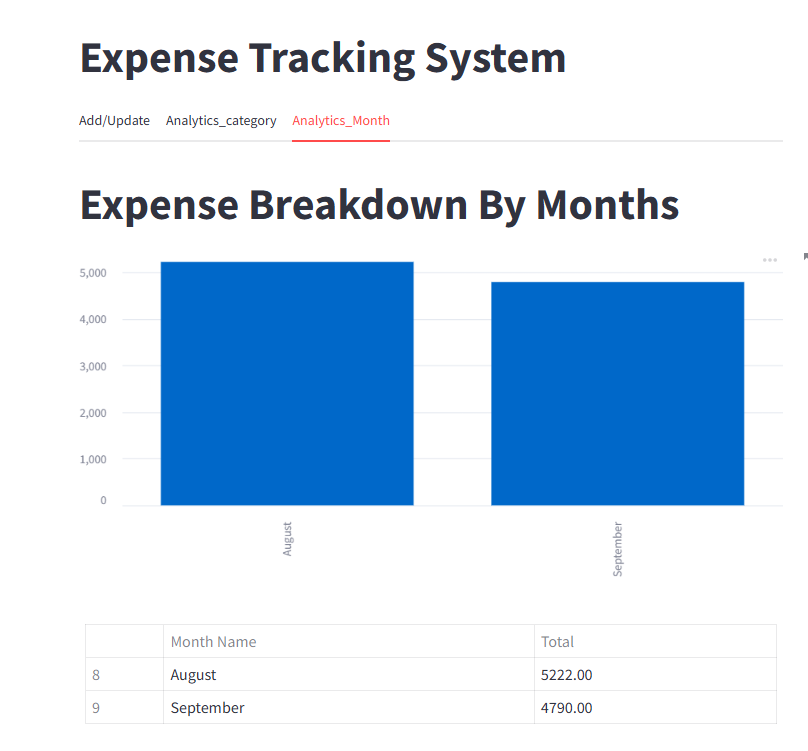 Expense Tracking System
Add/Update Analytics_category Analytics_Month
Expense Breakdown By Months
5,000
4,000
3,000
2,000
1,000
0
August
September
Month Name Total
8 August 5222.00
9 September 4790.00